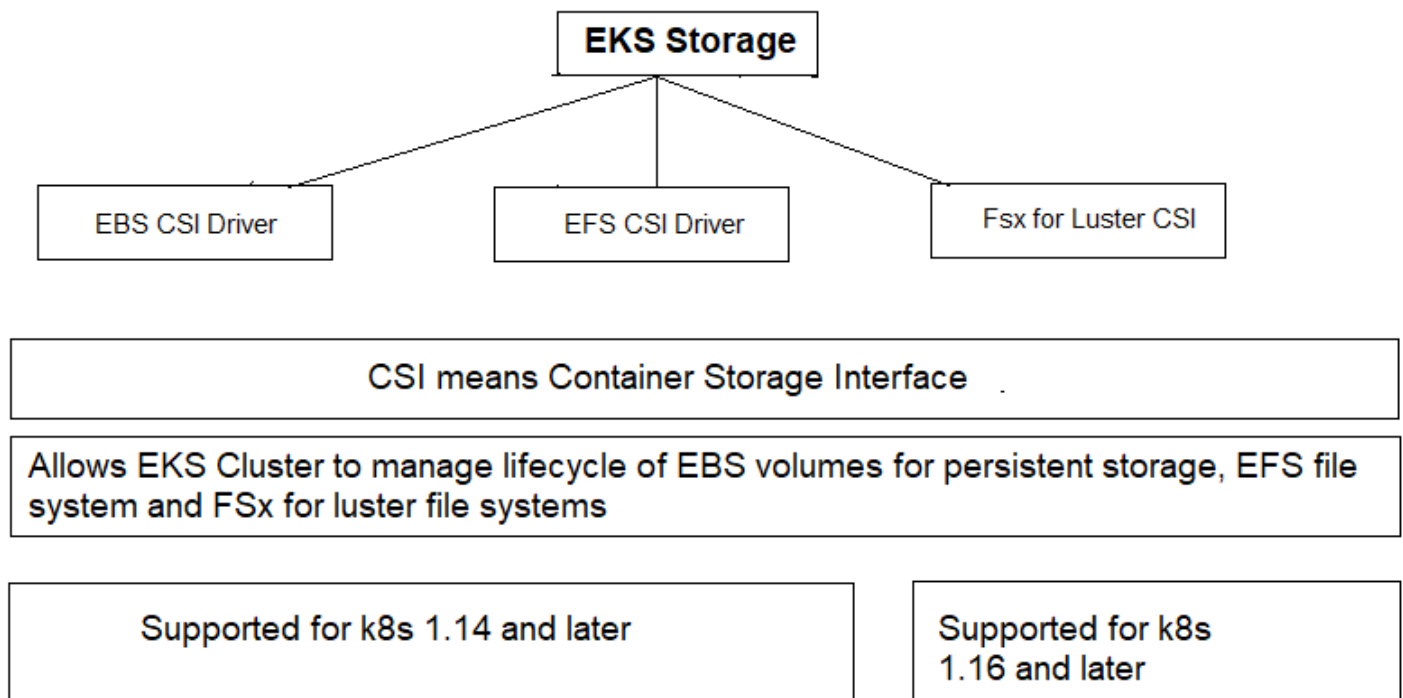 EKS Storage
EBS CSI Driver
EFS CSI Driver
Fsx for Luster CSI
CSI means Container Storage Interface .
Allows EKS Cluster to manage lifecycle of EBS volumes for persistent storage, EFS file
system and FSx for luster file systems
Supported for k8s 1.14 and later
Supported for k8s
1.16 and later